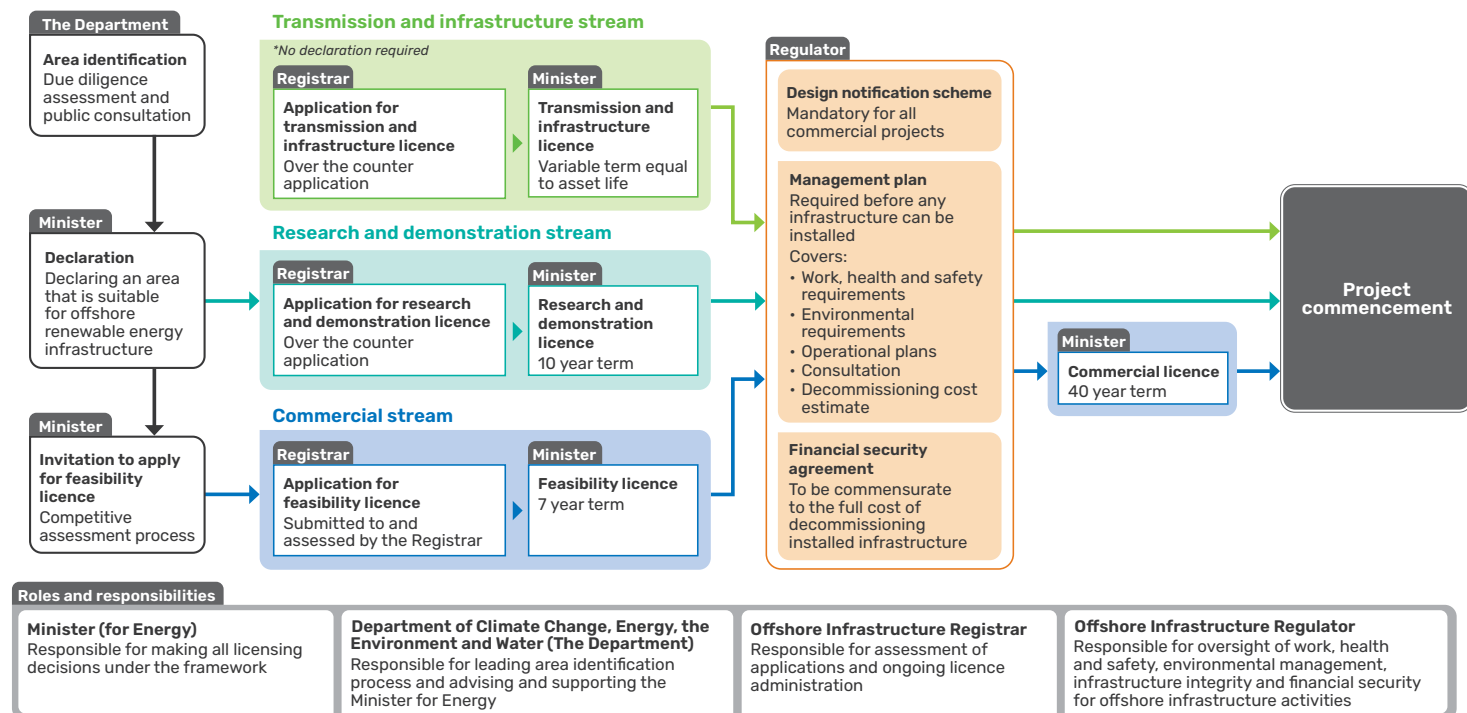 The Department
Area identification
Due diligence
assessment and
public consultation
Minister
Declaration
Declaring an area
that is suitable
for offshore
renewable energy
infrastructure
Minister
Invitation to apply
for feasibility
licence
Competitive
assessment process
Transmission and infrastructure stream
*No declaration required
Registrar
Application for
transmission and
infrastructure licence
Over the counter
application
Minister
Transmission and
infrastructure
licence
Variable term equal
to asset life
Research and demonstration stream
Registrar
Application for research
and demonstration licence
Over the counter
application
Minister
Research and
demonstration
licence
10 year term
Commercial stream
Registrar
Application for
feasibility licence
Submitted to and
assessed by the Registrar
Minister
Feasibility licence
7 year term
Regulator
Design notification scheme
Mandatory for all
commercial projects
Management plan
Required before any
infrastructure can be
installed
Covers:
• Work, health and safety
requirements
• Environmental
requirements
• Operational plans
• Consultation
• Decommissioning cost
estimate
Financial security
agreement
To be commensurate
to the full cost of
decommissioning
installed infrastructure
Minister
Commercial licence
40 year term
Project
commencement
Roles and responsibilities
Minister (for Energy)
Responsible for making all licensing
decisions under the framework
Department of Climate Change, Energy, the
Environment and Water (The Department)
Responsible for leading area identification
process and advising and supporting the
Minister for Energy
Offshore Infrastructure Registrar
Responsible for assessment of
applications and ongoing licence
administration
Offshore Infrastructure Regulator
Responsible for oversight of work, health
and safety, environmental management,
infrastructure integrity and financial security
for offshore infrastructure activities